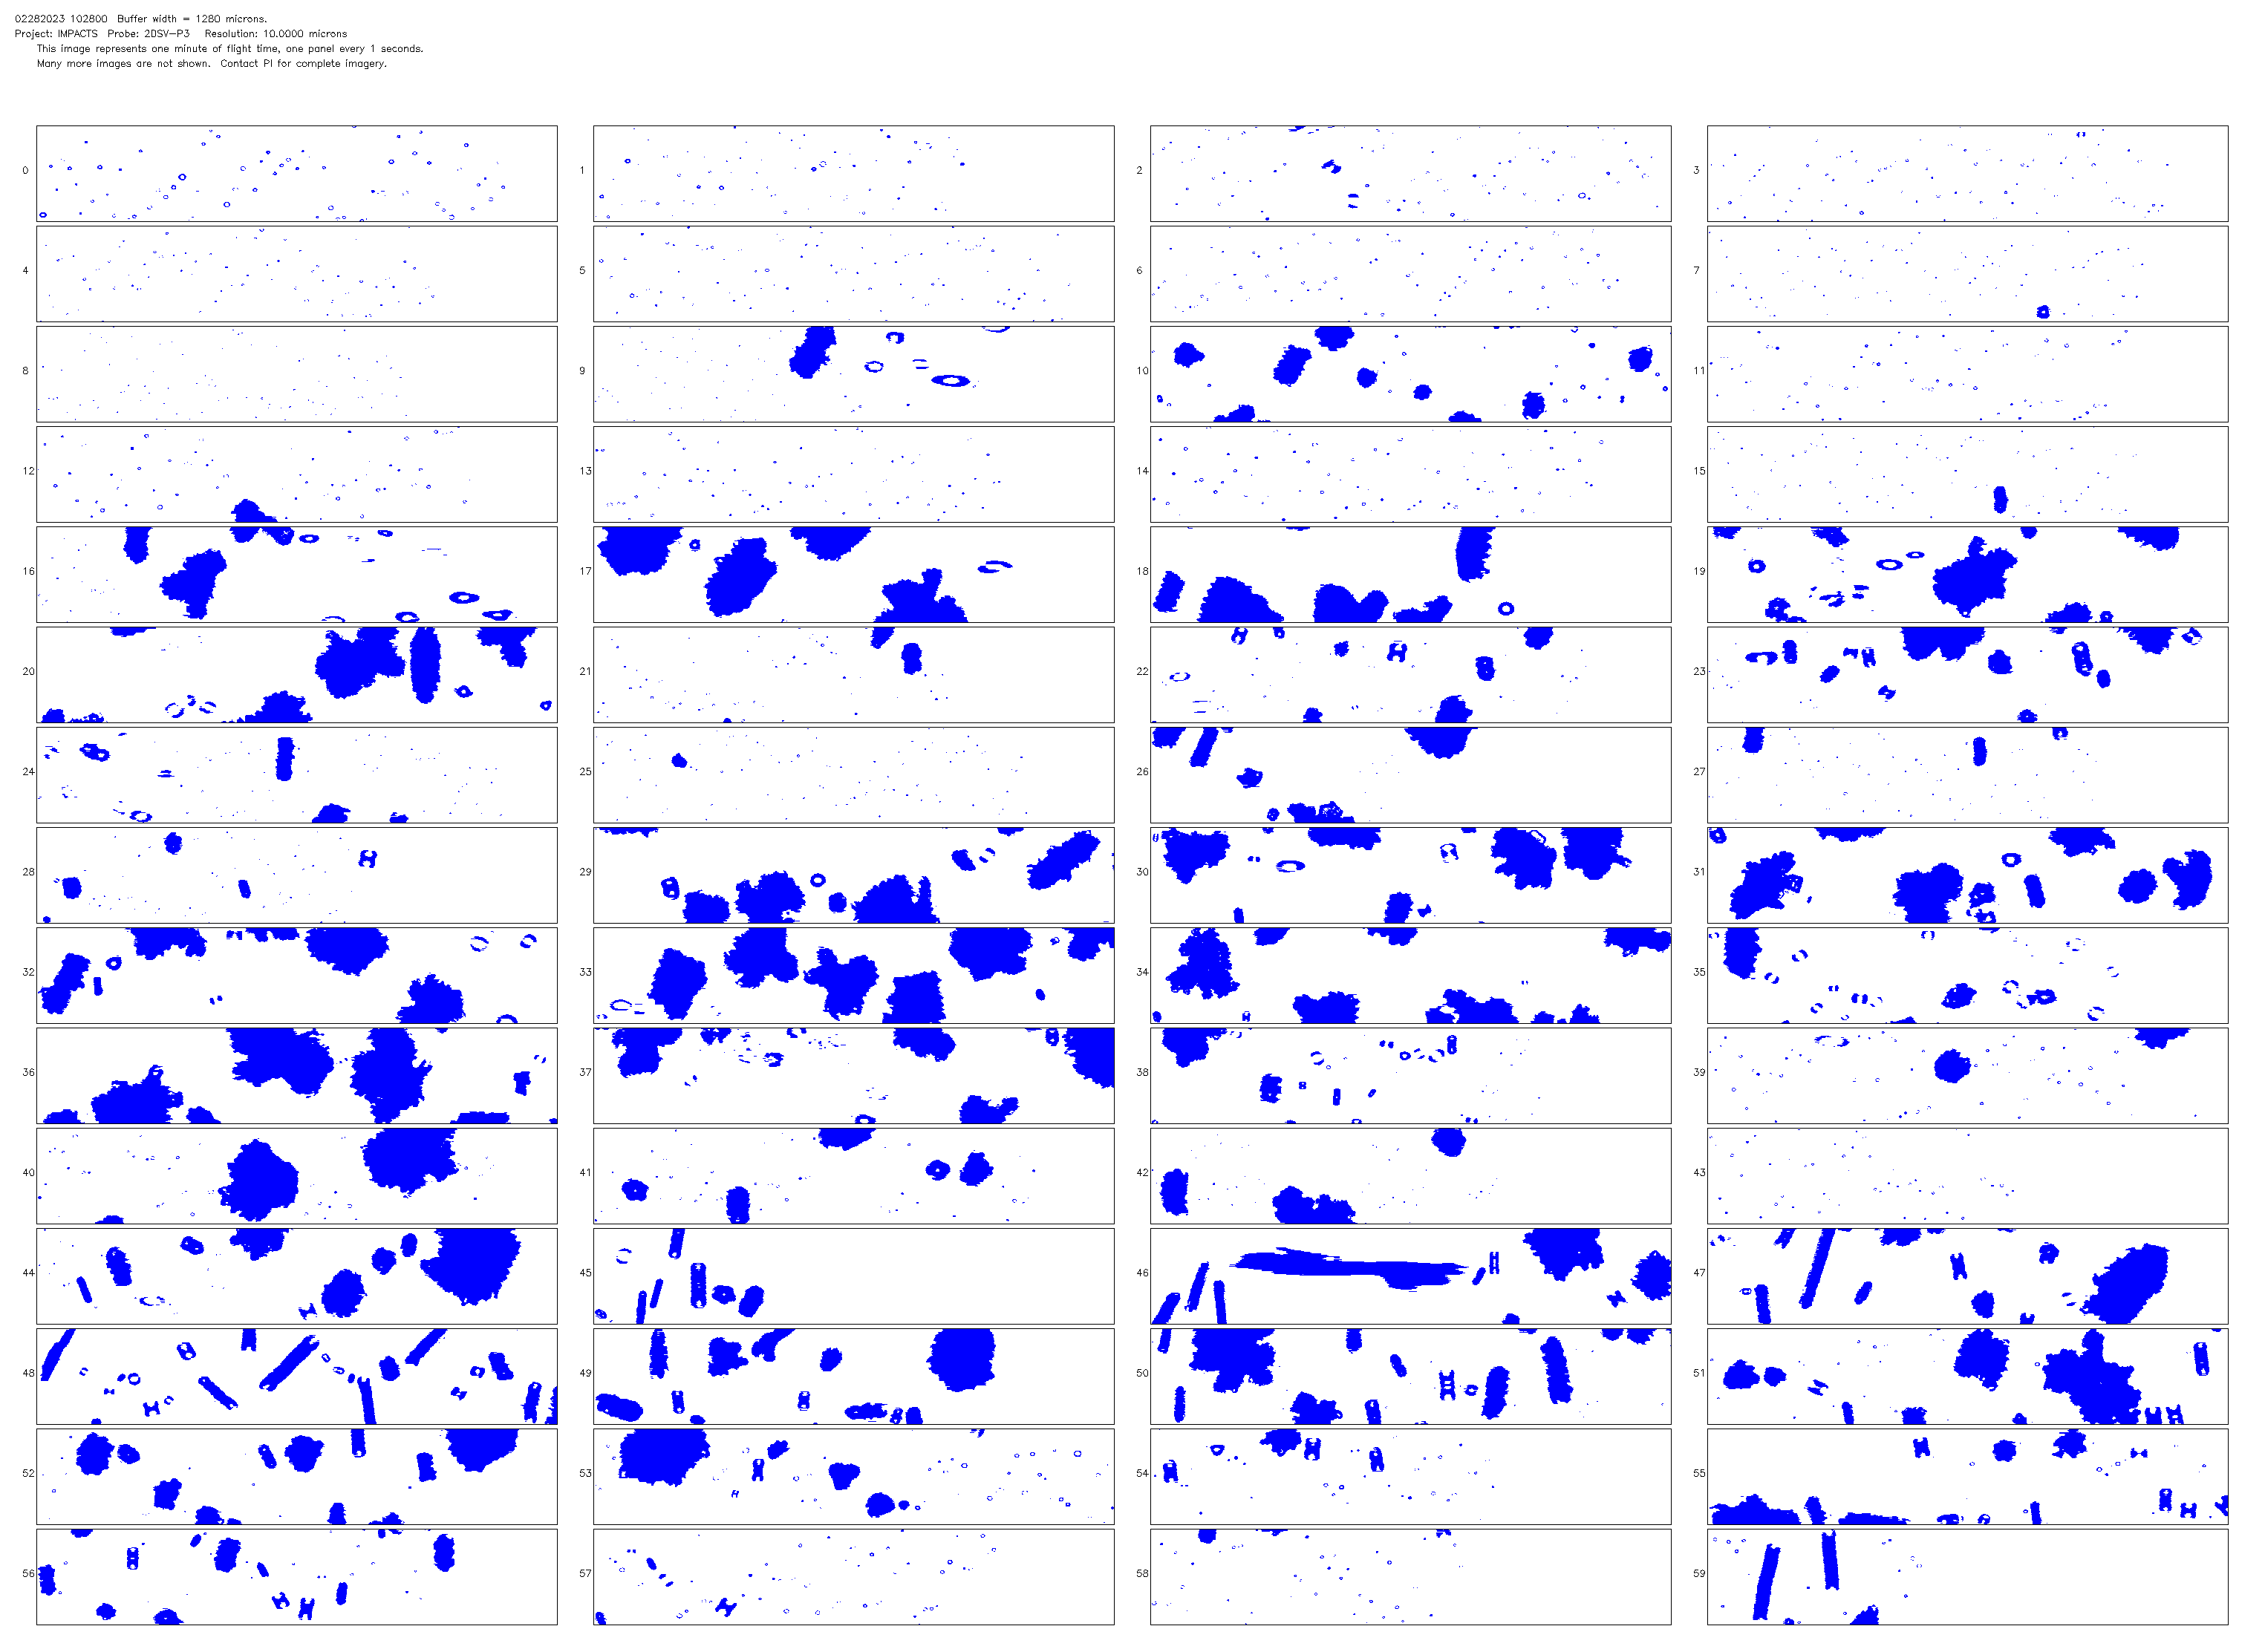 02282023 102800 Buffer width = 1280 microns.
Project: IMPACTS Probe: 2DSV-P3 Resolution: 10.0000 microns
This image represents one minute of flight time, one panel every 1 seconds.
Many more images are not shown. Contact PI for complete imagery.
0 1 2 3
4 5 6 7
8 9 10 11
12 13 14 15
16 17 18 19
20 21 22 23
24 25 26 27
28 29 30 31
32 33 34 35
36 37 38 39
40 41 42 43
44 45 46 47
48 49 50 51
52 53 54 55
56 57 58 59